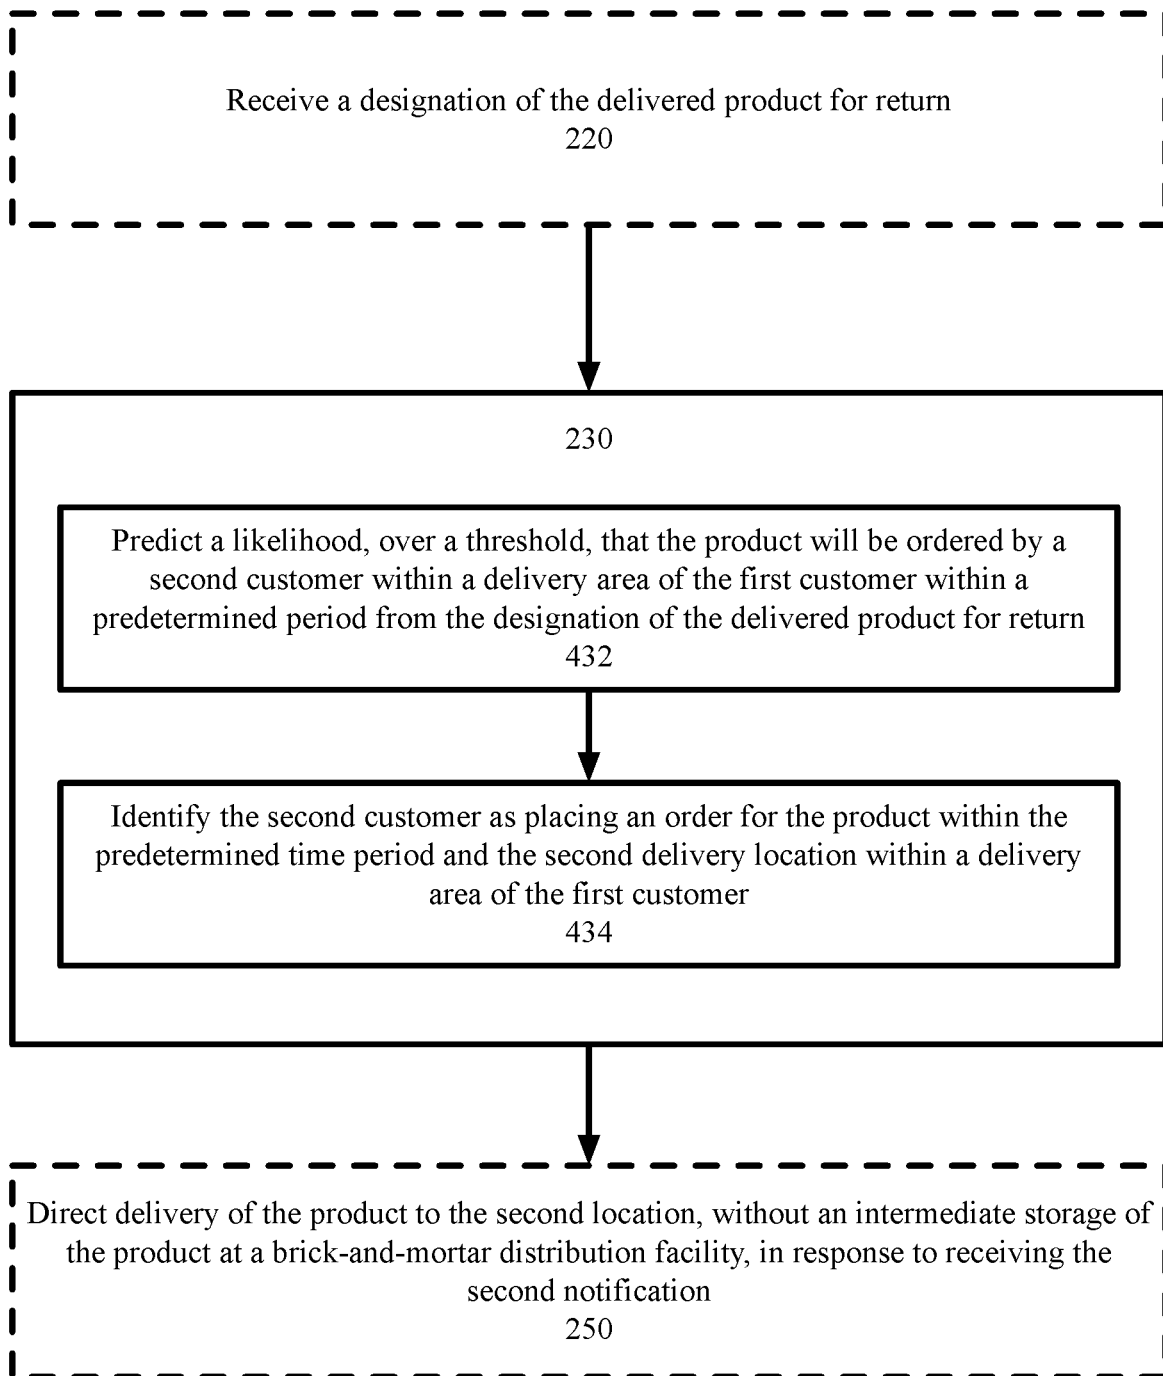 Receive a designation of the delivered product for return
220
230
Predict a likelihood, over a threshold, that the product will be ordered by a
second customer within a delivery area of the first customer within a
predetermined period from the designation of the delivered product for return
432
Identify the second customer as placing an order for the product within the
predetermined time period and the second delivery location within a delivery
area of the first customer
434
Direct delivery of the product to the second location, without an intermediate storage of
the product at a brick-and-mortar distribution facility, in response to receiving the
second notification
250